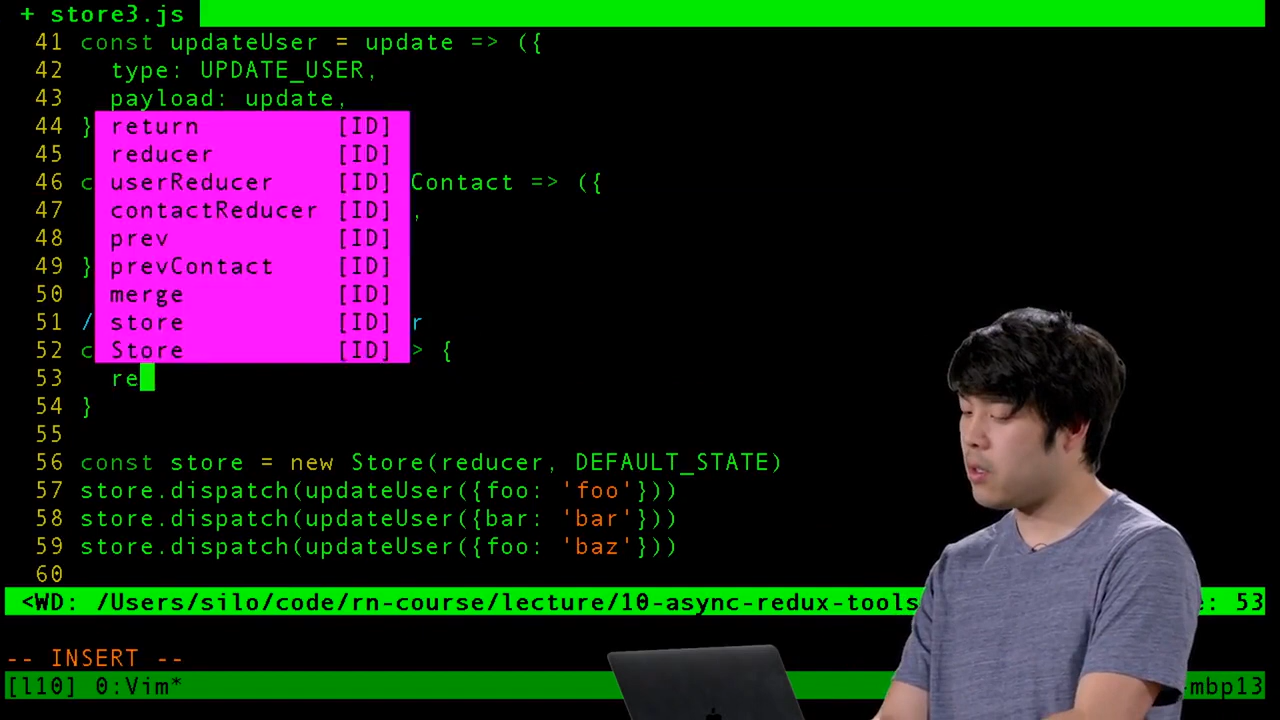 + store3.js
41 const updateUser = update => ({
42 type: UPDATE_USER,
43 payload: update,
44 }
return [ID]
45
reducer [ID]
46 c
userReducer [ID]
Contact => ({
47
contactReducer [ID]
,
48
prev [ID]
49 }
prevContact [ID]
50
merge [ID]
51 /
store [ID]
r
52 c
Store [ID]
> {
53 re
54 }
55
56 const store = new Store(reducer, DEFAULT_STATE)
57 store.dispatch(updateUser({foo: 'foo'}))
58 store.dispatch(updateUser({bar: 'bar'}))
59 store.dispatch(updateUser({foo: 'baz'}))
60
<WD: /Users/silo/code/rn-course/lecture/10-async-redux-tools
: 53
-- INSERT --
[l10] 0:Vim*
mbp13